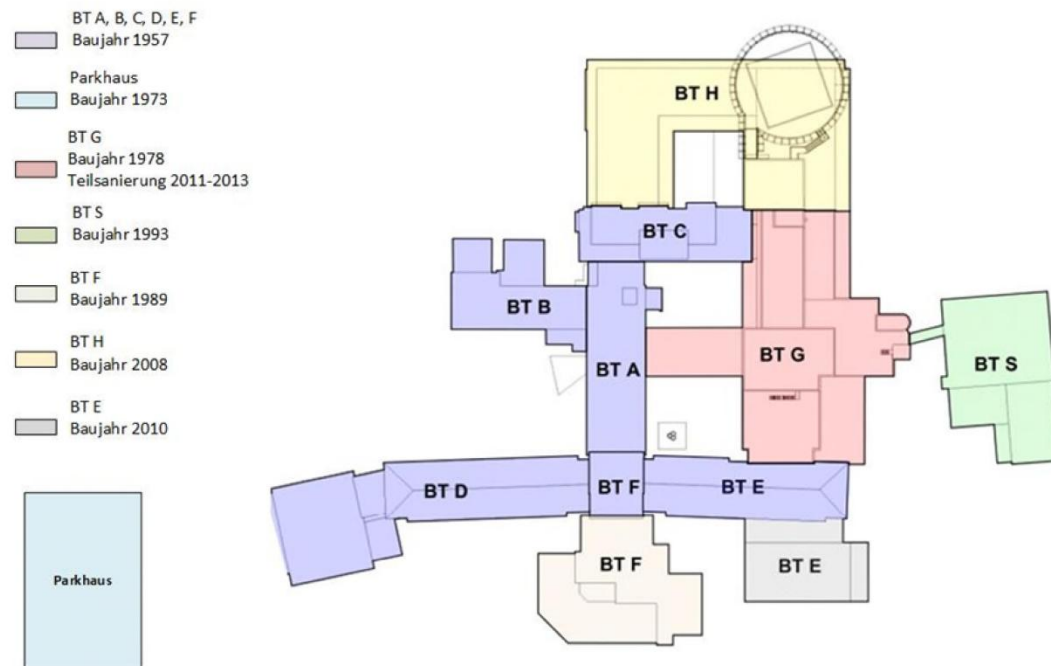 BT A, B, C, D, E, F
Baujahr 1957
Parkhaus
Baujahr 1973
BT G
Baujahr 1978
Teilsanierung 2011-2013
BT S
Baujahr 1993
BT F
Baujahr 1989
BT H
Baujahr 2008
BT E
Baujahr 2010
Parkhaus
BT H
BT C
BT B
BT A
BT G
BT S
BT D
BT F
BT E
BT F
BT E